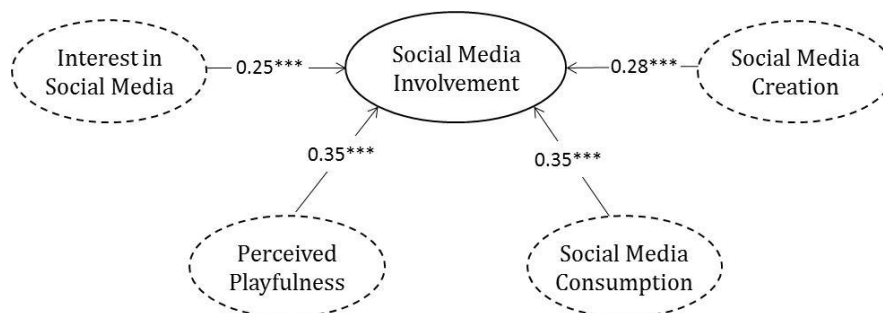 Interest in
Social Media
0.25***
Social Media
Involvement
0.28***
Social Media
Creation
0.35***
0.35***
Perceived
Playfulness
Social Media
Consumption